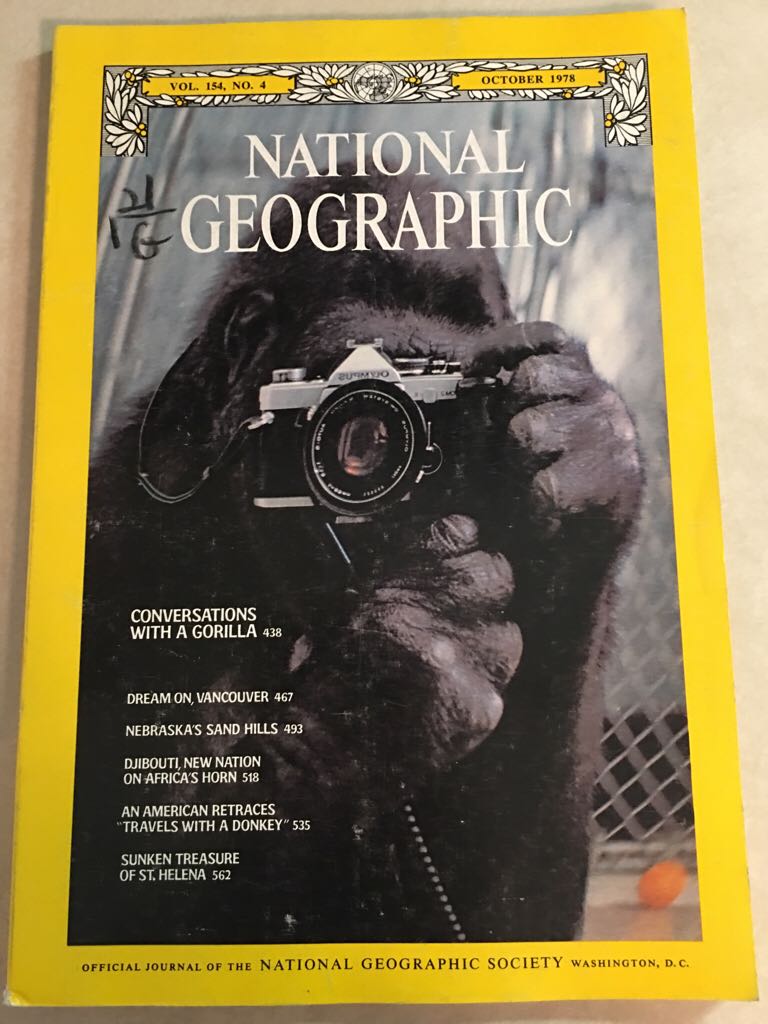 VOL. 154, NO. 4
OCTOBER 1978
NATIONAL
GEOGRAPHIC
21
G
OLYMPUS
CONVERSATIONS
WITH A GORILLA 438
DREAM ON, VANCOUVER 467
NEBRASKA'S SAND HILLS 493
DJIBOUTI, NEW NATION
ON AFRICA'S HORN 518
AN AMERICAN RETRACES
"TRAVELS WITH A DONKEY" 535
SUNKEN TREASURE
OF ST. HELENA 562
OFFICIAL JOURNAL OF THE NATIONAL GEOGRAPHIC SOCIETY WASHINGTON, D.C.